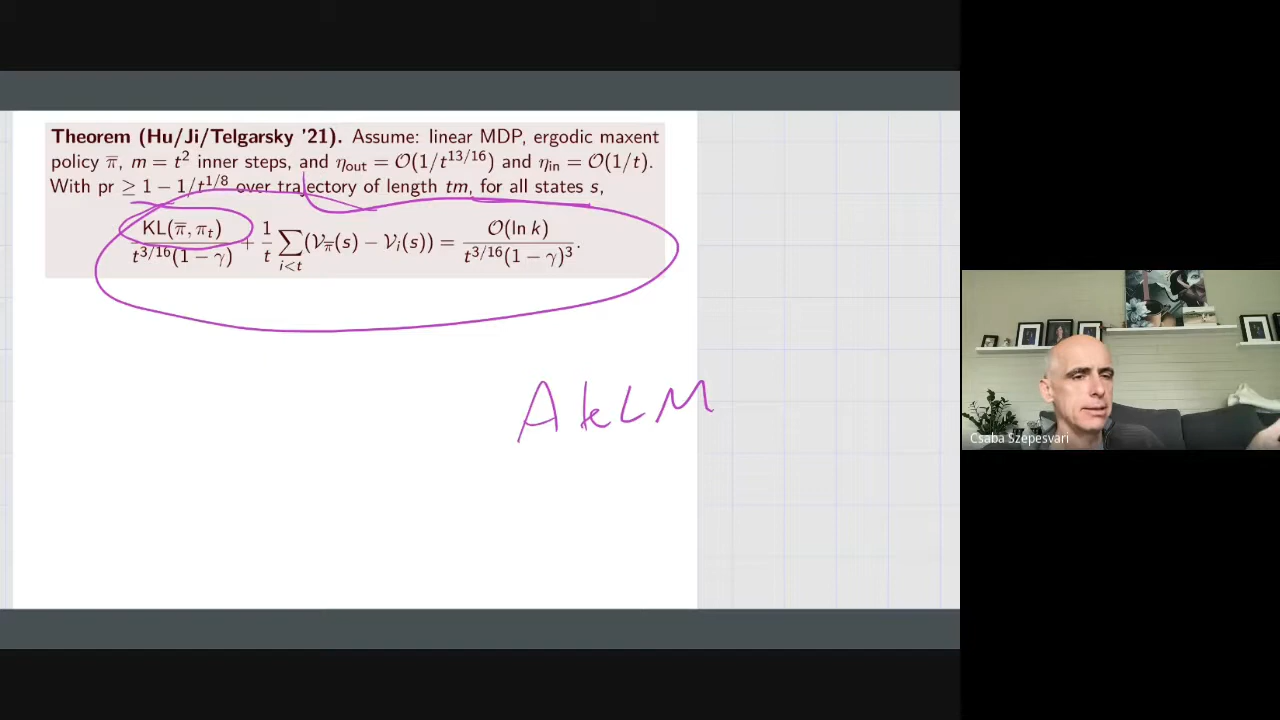 Theorem (Hu/Ji/Telgarsky '21). Assume: linear MDP, ergodic maxent
policy π̅, m = t² inner steps, and η_out = 𝒪(1/t^{13/16}) and η_in = 𝒪(1/t).
With pr ≥ 1 − 1/t^{1/8} over trajectory of length tm, for all states s,
KL(π̅, π_t) / t^{3/16}(1 − γ) + 1/t ∑_{i<t} (𝒱_π̅(s) − 𝒱_i(s)) = 𝒪(ln k) / t^{3/16}(1 − γ)³.
AKLM
Csaba Szepesvari